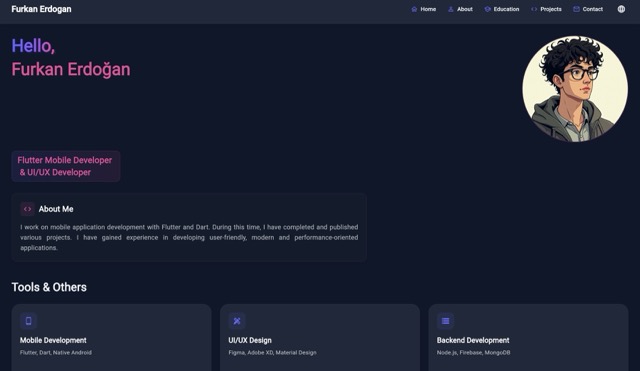 Furkan Erdogan
Home
About
Education
Projects
Contact
Hello,
Furkan Erdoğan
Flutter Mobile Developer
& UI/UX Developer
About Me
I work on mobile application development with Flutter and Dart. During this time, I have completed and published
various projects. I have gained experience in developing user-friendly, modern and performance-oriented
applications.
Tools & Others
Mobile Development
Flutter, Dart, Native Android
UI/UX Design
Figma, Adobe XD, Material Design
Backend Development
Node.js, Firebase, MongoDB